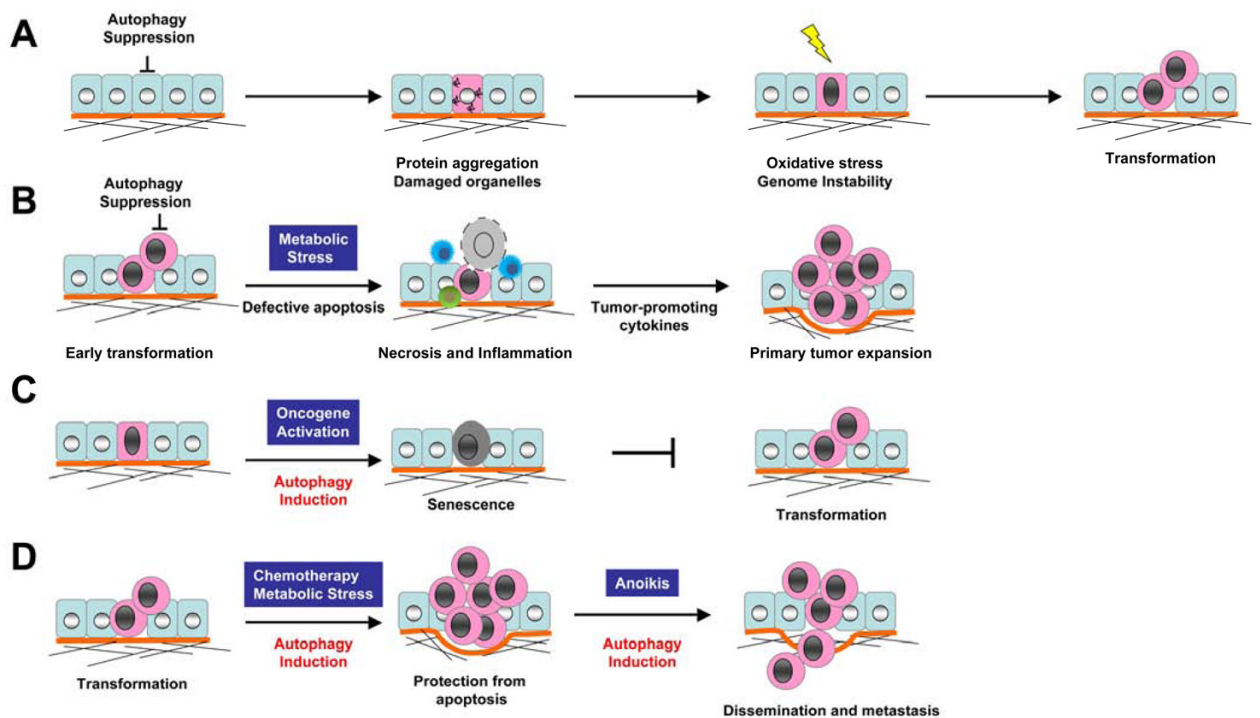 A
Autophagy
Suppression
Protein aggregation
Damaged organelles
Oxidative stress
Genome Instability
Transformation
B
Autophagy
Suppression
Metabolic
Stress
Defective apoptosis
Tumor-promoting
cytokines
Early transformation
Necrosis and Inflammation
Primary tumor expansion
C
Oncogene
Activation
Autophagy
Induction
Senescence
Transformation
D
Chemotherapy
Metabolic Stress
Anoikis
Autophagy
Induction
Autophagy
Induction
Transformation
Protection from
apoptosis
Dissemination and metastasis